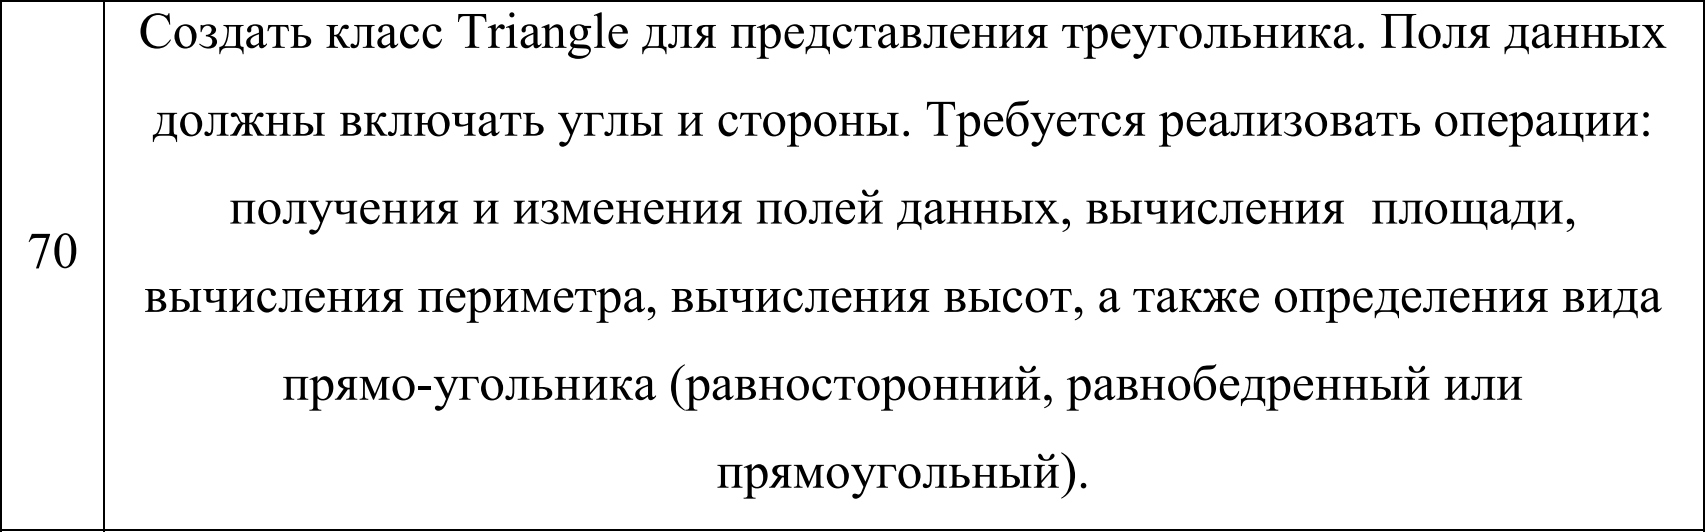 Создать класс Triangle для представления треугольника. Поля данных
должны включать углы и стороны. Требуется реализовать операции:
получения и изменения полей данных, вычисления  площади,
70
вычисления периметра, вычисления высот, а также определения вида
прямо-угольника (равносторонний, равнобедренный или
прямоугольный).